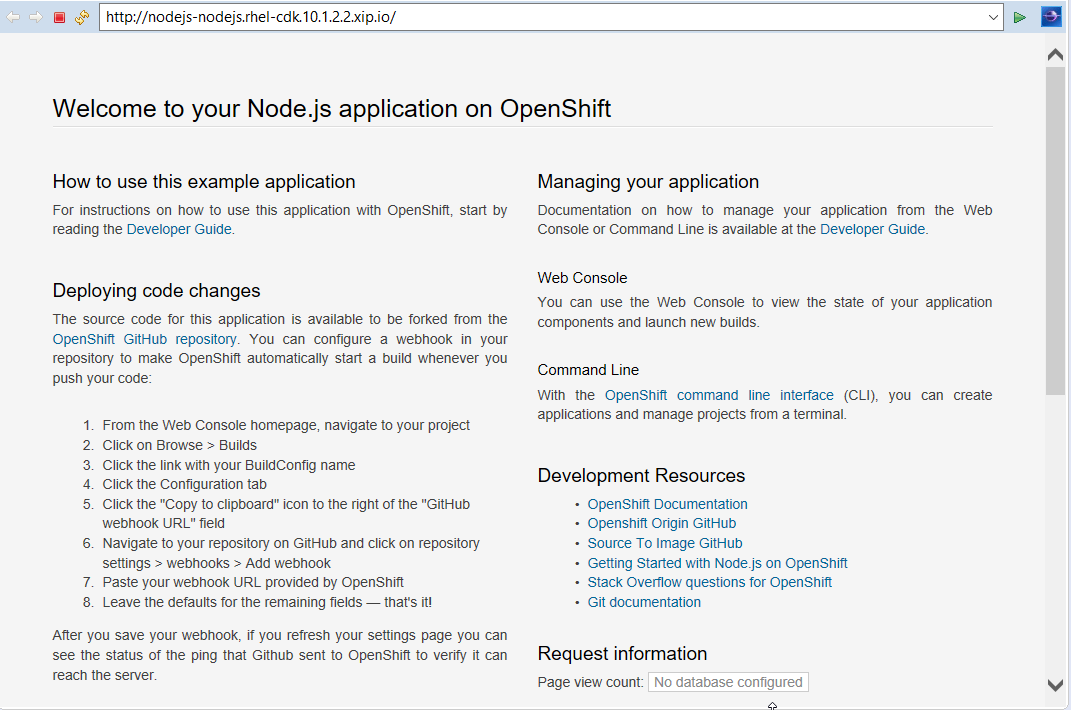 http://nodejs-nodejs.rhel-cdk.10.1.2.2.xip.io/
Welcome to your Node.js application on OpenShift
How to use this example application
For instructions on how to use this application with OpenShift, start by
reading the Developer Guide.
Deploying code changes
The source code for this application is available to be forked from the
OpenShift GitHub repository. You can configure a webhook in your
repository to make OpenShift automatically start a build whenever you
push your code:
1. From the Web Console homepage, navigate to your project
2. Click on Browse > Builds
3. Click the link with your BuildConfig name
4. Click the Configuration tab
5. Click the "Copy to clipboard" icon to the right of the "GitHub
webhook URL" field
6. Navigate to your repository on GitHub and click on repository
settings > webhooks > Add webhook
7. Paste your webhook URL provided by OpenShift
8. Leave the defaults for the remaining fields — that's it!
After you save your webhook, if you refresh your settings page you can
see the status of the ping that Github sent to OpenShift to verify it can
reach the server.
Managing your application
Documentation on how to manage your application from the Web
Console or Command Line is available at the Developer Guide.
Web Console
You can use the Web Console to view the state of your application
components and launch new builds.
Command Line
With the OpenShift command line interface (CLI), you can create
applications and manage projects from a terminal.
Development Resources
• OpenShift Documentation
• Openshift Origin GitHub
• Source To Image GitHub
• Getting Started with Node.js on OpenShift
• Stack Overflow questions for OpenShift
• Git documentation
Request information
Page view count: No database configured